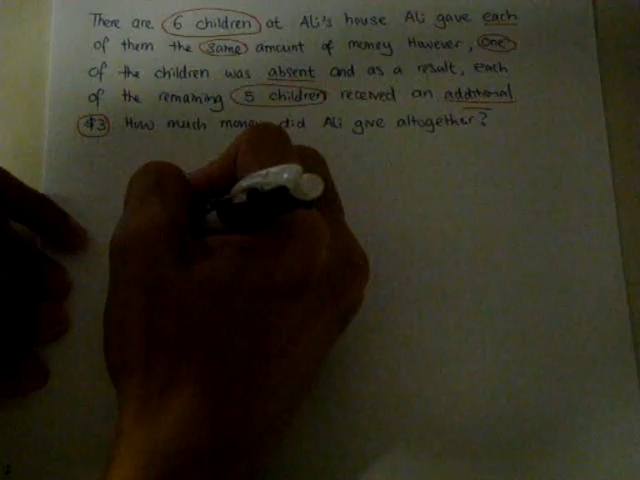 There are 6 children at Ali's house Ali gave each
of them the same amount of money However, one
of the children was absent and as a result, each
of the remaining 5 children received an additional
$3 How much money did Ali give altogether?